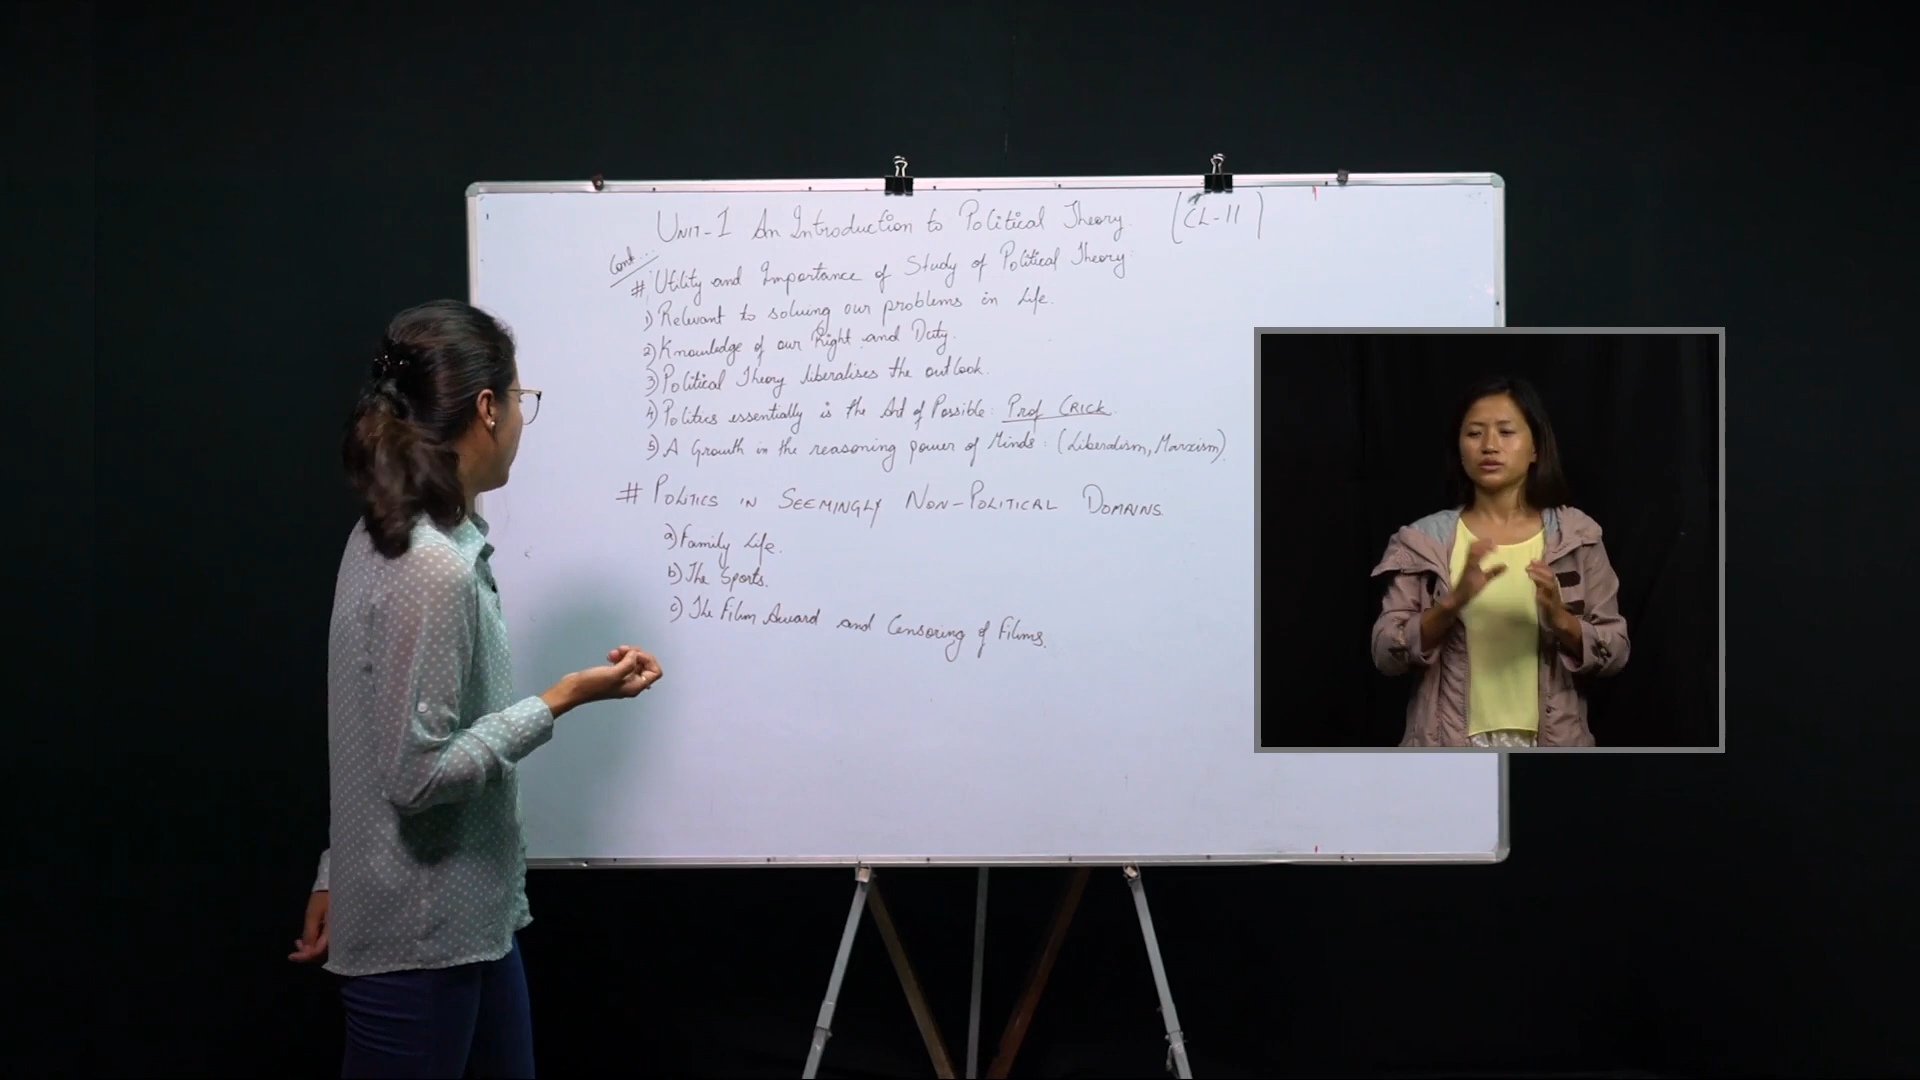 Unit-1 An Introduction to Political Theory. (CL-11)
Cont...
# Utility and Importance of Study of Political Theory
1) Relevant to solving our problems in Life.
2) Knowledge of our Right and Duty.
3) Political Theory liberalises the outlook.
4) Politics essentially is the Art of Possible: Prof CRICK.
5) A Growth in the reasoning power of Minds: (Liberalism, Marxism).
# POLITICS IN SEEMINGLY NON-POLITICAL DOMAINS.
a) Family Life.
b) The Sports.
c) The Film Award and Censoring of Films.